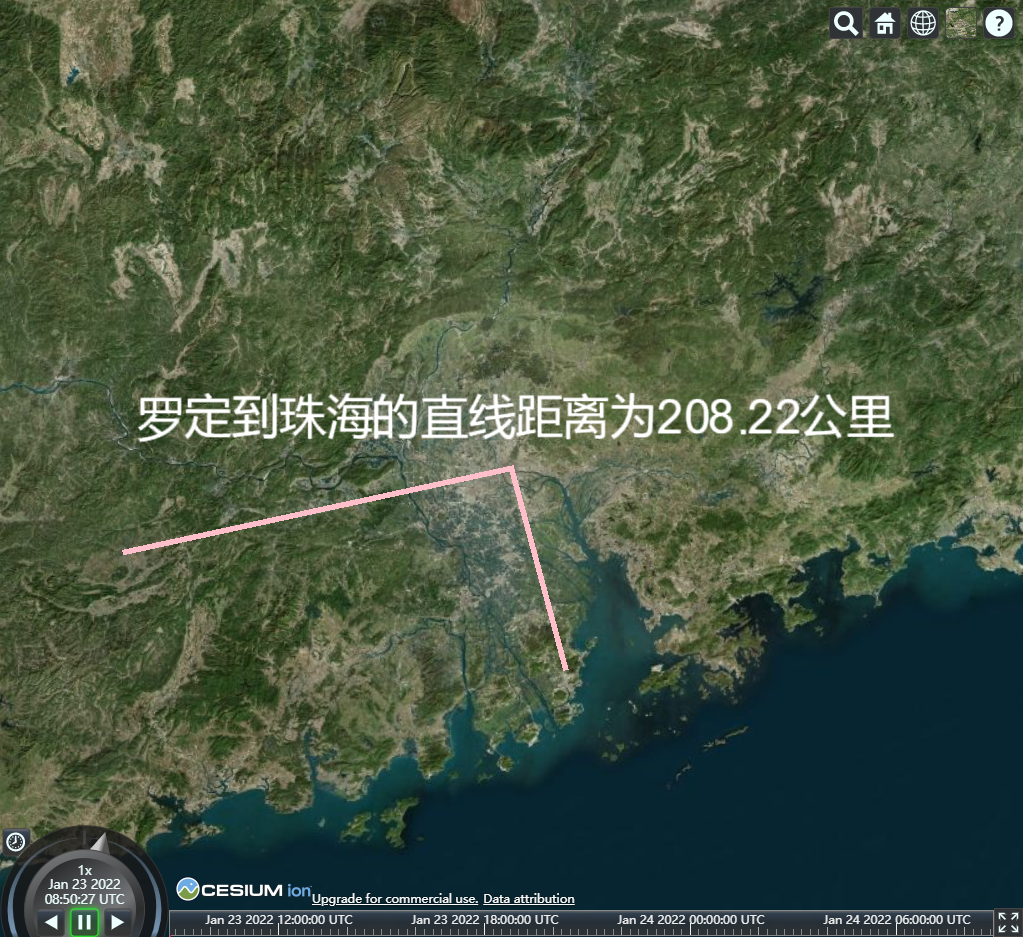 罗定到珠海的直线距离为208.22公里
1x
Jan 23 2022
08:50:27 UTC
CESIUM ion
Upgrade for commercial use. Data attribution
Jan 23 2022 12:00:00 UTC Jan 23 2022 18:00:00 UTC Jan 24 2022 00:00:00 UTC Jan 24 2022 06:00:00 UTC